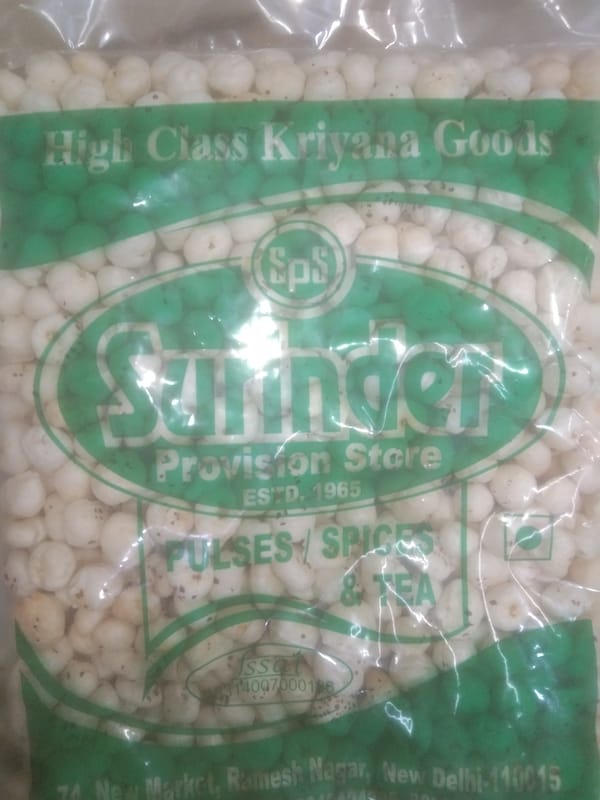 High Class Kriyana Goods
SpS
Surinder
Provision Store
ESTD. 1965
PULSES / SPICES
& TEA
fssai
74, New Market, Ramesh Nagar, New Delhi-110015